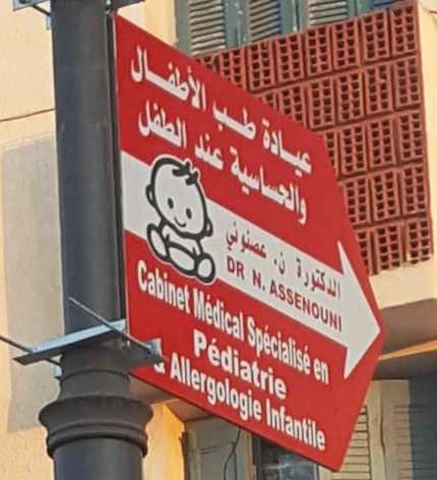 عيادة طب الأطفال
والحساسية عند الطفل
الدكتورة ن. عصنوني
DR N. ASSENOUNI
Cabinet Médical Spécialisé en
Pédiatrie
& Allergologie Infantile